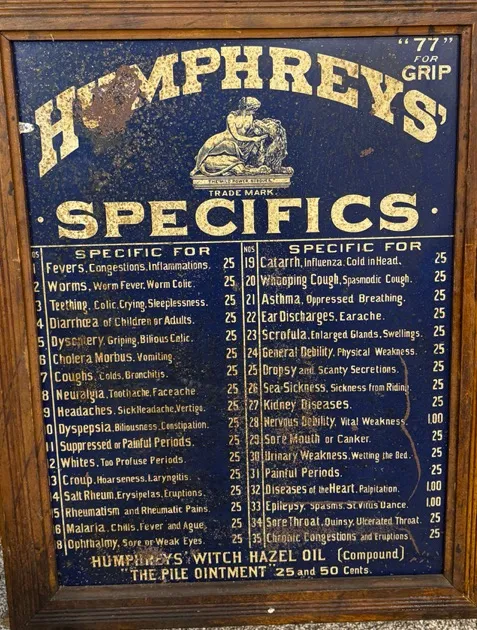 "77"
FOR
GRIP
HUMPHREYS'
TRADE MARK.
· SPECIFICS ·
OS SPECIFIC FOR
1 Fevers, Congestions, Inflammations. 25
2 Worms, Worm Fever, Worm Colic. 25
3 Teething, Colic, Crying, Sleeplessness. 25
4 Diarrhœa of Children or Adults. 25
5 Dysentery, Griping, Bilious Colic. 25
6 Cholera Morbus, Vomiting. 25
7 Coughs, Colds, Bronchitis. 25
8 Neuralgia, Toothache, Faceache 25
9 Headaches, Sick Headache, Vertigo. 25
0 Dyspepsia, Biliousness, Constipation. 25
1 Suppressed or Painful Periods. 25
2 Whites, Too Profuse Periods. 25
3 Croup, Hoarseness, Laryngitis. 25
4 Salt Rheum, Erysipelas, Eruptions. 25
5 Rheumatism and Rheumatic Pains. 25
6 Malaria, Chills, Fever and Ague. 25
8 Ophthalmy, Sore or Weak Eyes. 25
NOS SPECIFIC FOR
19 Catarrh, Influenza, Cold in Head. 25
20 Whooping Cough, Spasmodic Cough. 25
21 Asthma, Oppressed Breathing. 25
22 Ear Discharges, Earache. 25
23 Scrofula, Enlarged Glands, Swellings. 25
24 General Debility, Physical Weakness. 25
25 Dropsy and Scanty Secretions. 25
26 Sea-Sickness, Sickness from Riding. 25
27 Kidney Diseases. 25
28 Nervous Debility, Vital Weakness 1.00
29 Sore Mouth or Canker. 25
30 Urinary Weakness, Wetting the Bed. 25
31 Painful Periods. 25
32 Diseases of the Heart, Palpitation. 1.00
33 Epilepsy, Spasms, St Vitus Dance. 1.00
34 Sore Throat, Quinsy, Ulcerated Throat. 25
35 Chronic Congestions and Eruptions. 25
HUMPHREYS' WITCH HAZEL OIL (Compound)
"THE PILE OINTMENT" 25 and 50 Cents.